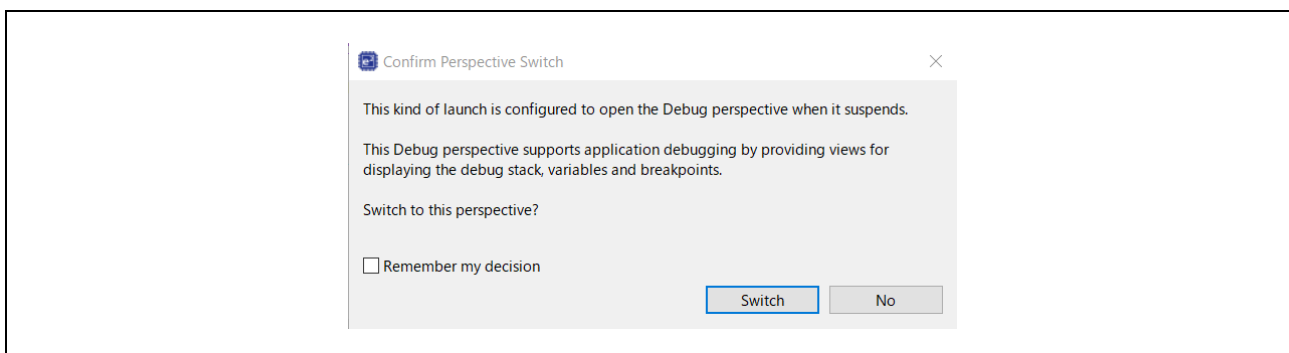 Confirm Perspective Switch
This kind of launch is configured to open the Debug perspective when it suspends.
This Debug perspective supports application debugging by providing views for
displaying the debug stack, variables and breakpoints.
Switch to this perspective?
Remember my decision
Switch No